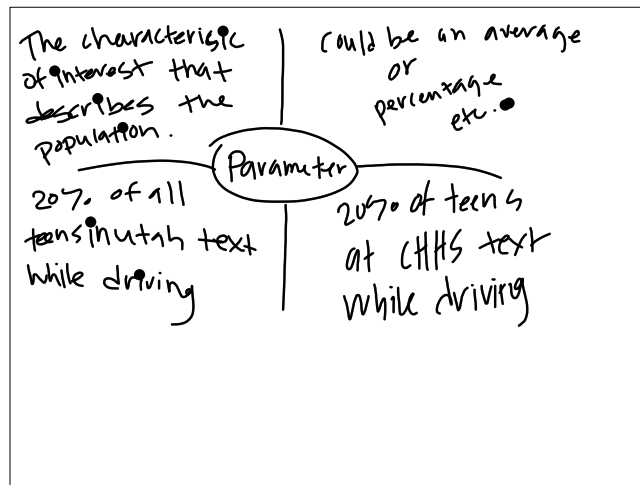 The characterisic
of interest that
describes the
population.
could be an average
or
percentage
etc.
Parameter
20% of all
teens in utah text
while driving
20% of teens
at CHHS text
while driving